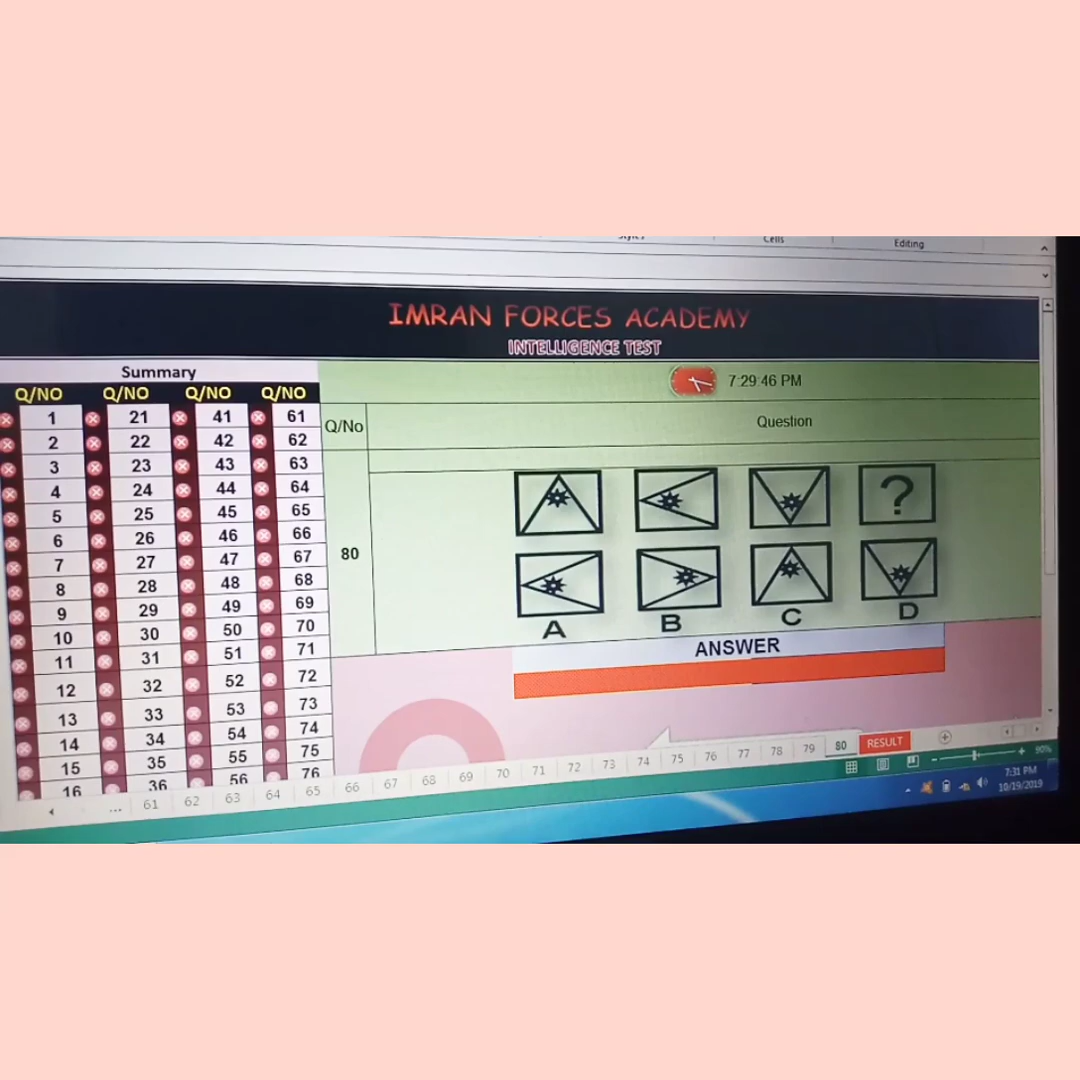 Cells
Editing
IMRAN FORCES ACADEMY
INTELLIGENCE TEST
Summary
7:29:46 PM
Q/NO Q/NO Q/NO Q/NO
Q/No
Question
1 21 41 61
2 22 42 62
3 23 43 63
4 24 44 64
5 25 45 65
6 26 46 66
7 27 47 67
8 28 48 68
9 29 49 69
10 30 50 70
11 31 51 71
12 32 52 72
13 33 53 73
14 34 54 74
15 35 55 75
16 36 56 76
80
?
A B C D
ANSWER
... 61 62 63 64 65 66 67 68 69 70 71 72 73 74 75 76 77 78 79 80 RESULT
90%
7:31 PM
10/19/2019